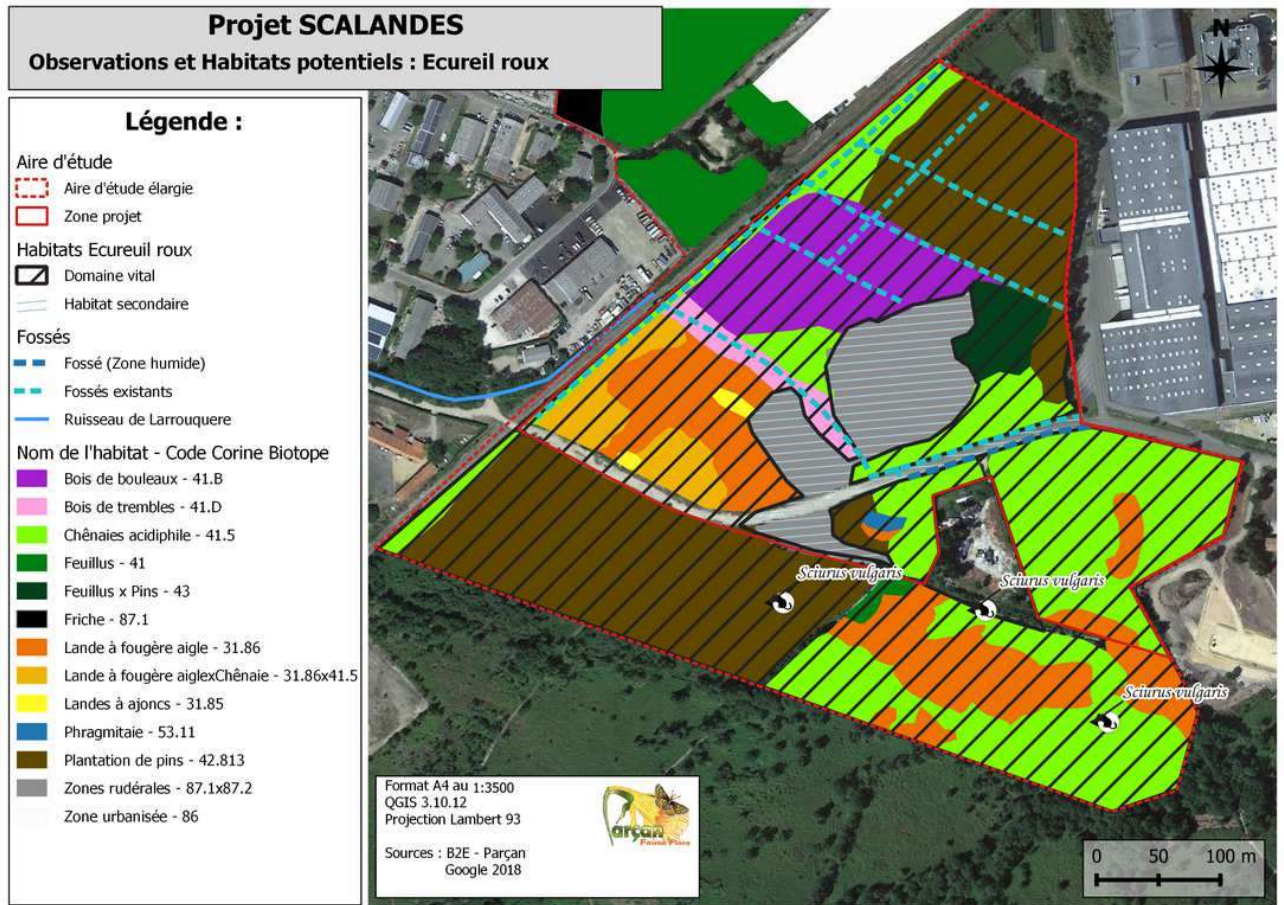 Projet SCALANDES
Observations et Habitats potentiels : Ecureil roux
Légende :
Aire d'étude
Aire d'étude élargie
Zone projet
Habitats Ecureuil roux
Domaine vital
Habitat secondaire
Fossés
Fossé (Zone humide)
Fossés existants
Ruisseau de Larrouquere
Nom de l'habitat - Code Corine Biotope
Bois de bouleaux - 41.B
Bois de trembles - 41.D
Chênaies acidiphile - 41.5
Feuillus - 41
Feuillus x Pins - 43
Friche - 87.1
Lande à fougère aigle - 31.86
Lande à fougère aiglexChênaie - 31.86x41.5
Landes à ajoncs - 31.85
Phragmitaie - 53.11
Plantation de pins - 42.813
Zones rudérales - 87.1x87.2
Zone urbanisée - 86
N
Sciurus vulgaris
Sciurus vulgaris
Sciurus vulgaris
Format A4 au 1:3500
QGIS 3.10.12
Projection Lambert 93
Sources : B2E - Parçan
Google 2018
Parçan
Faune Flore
0 50 100 m